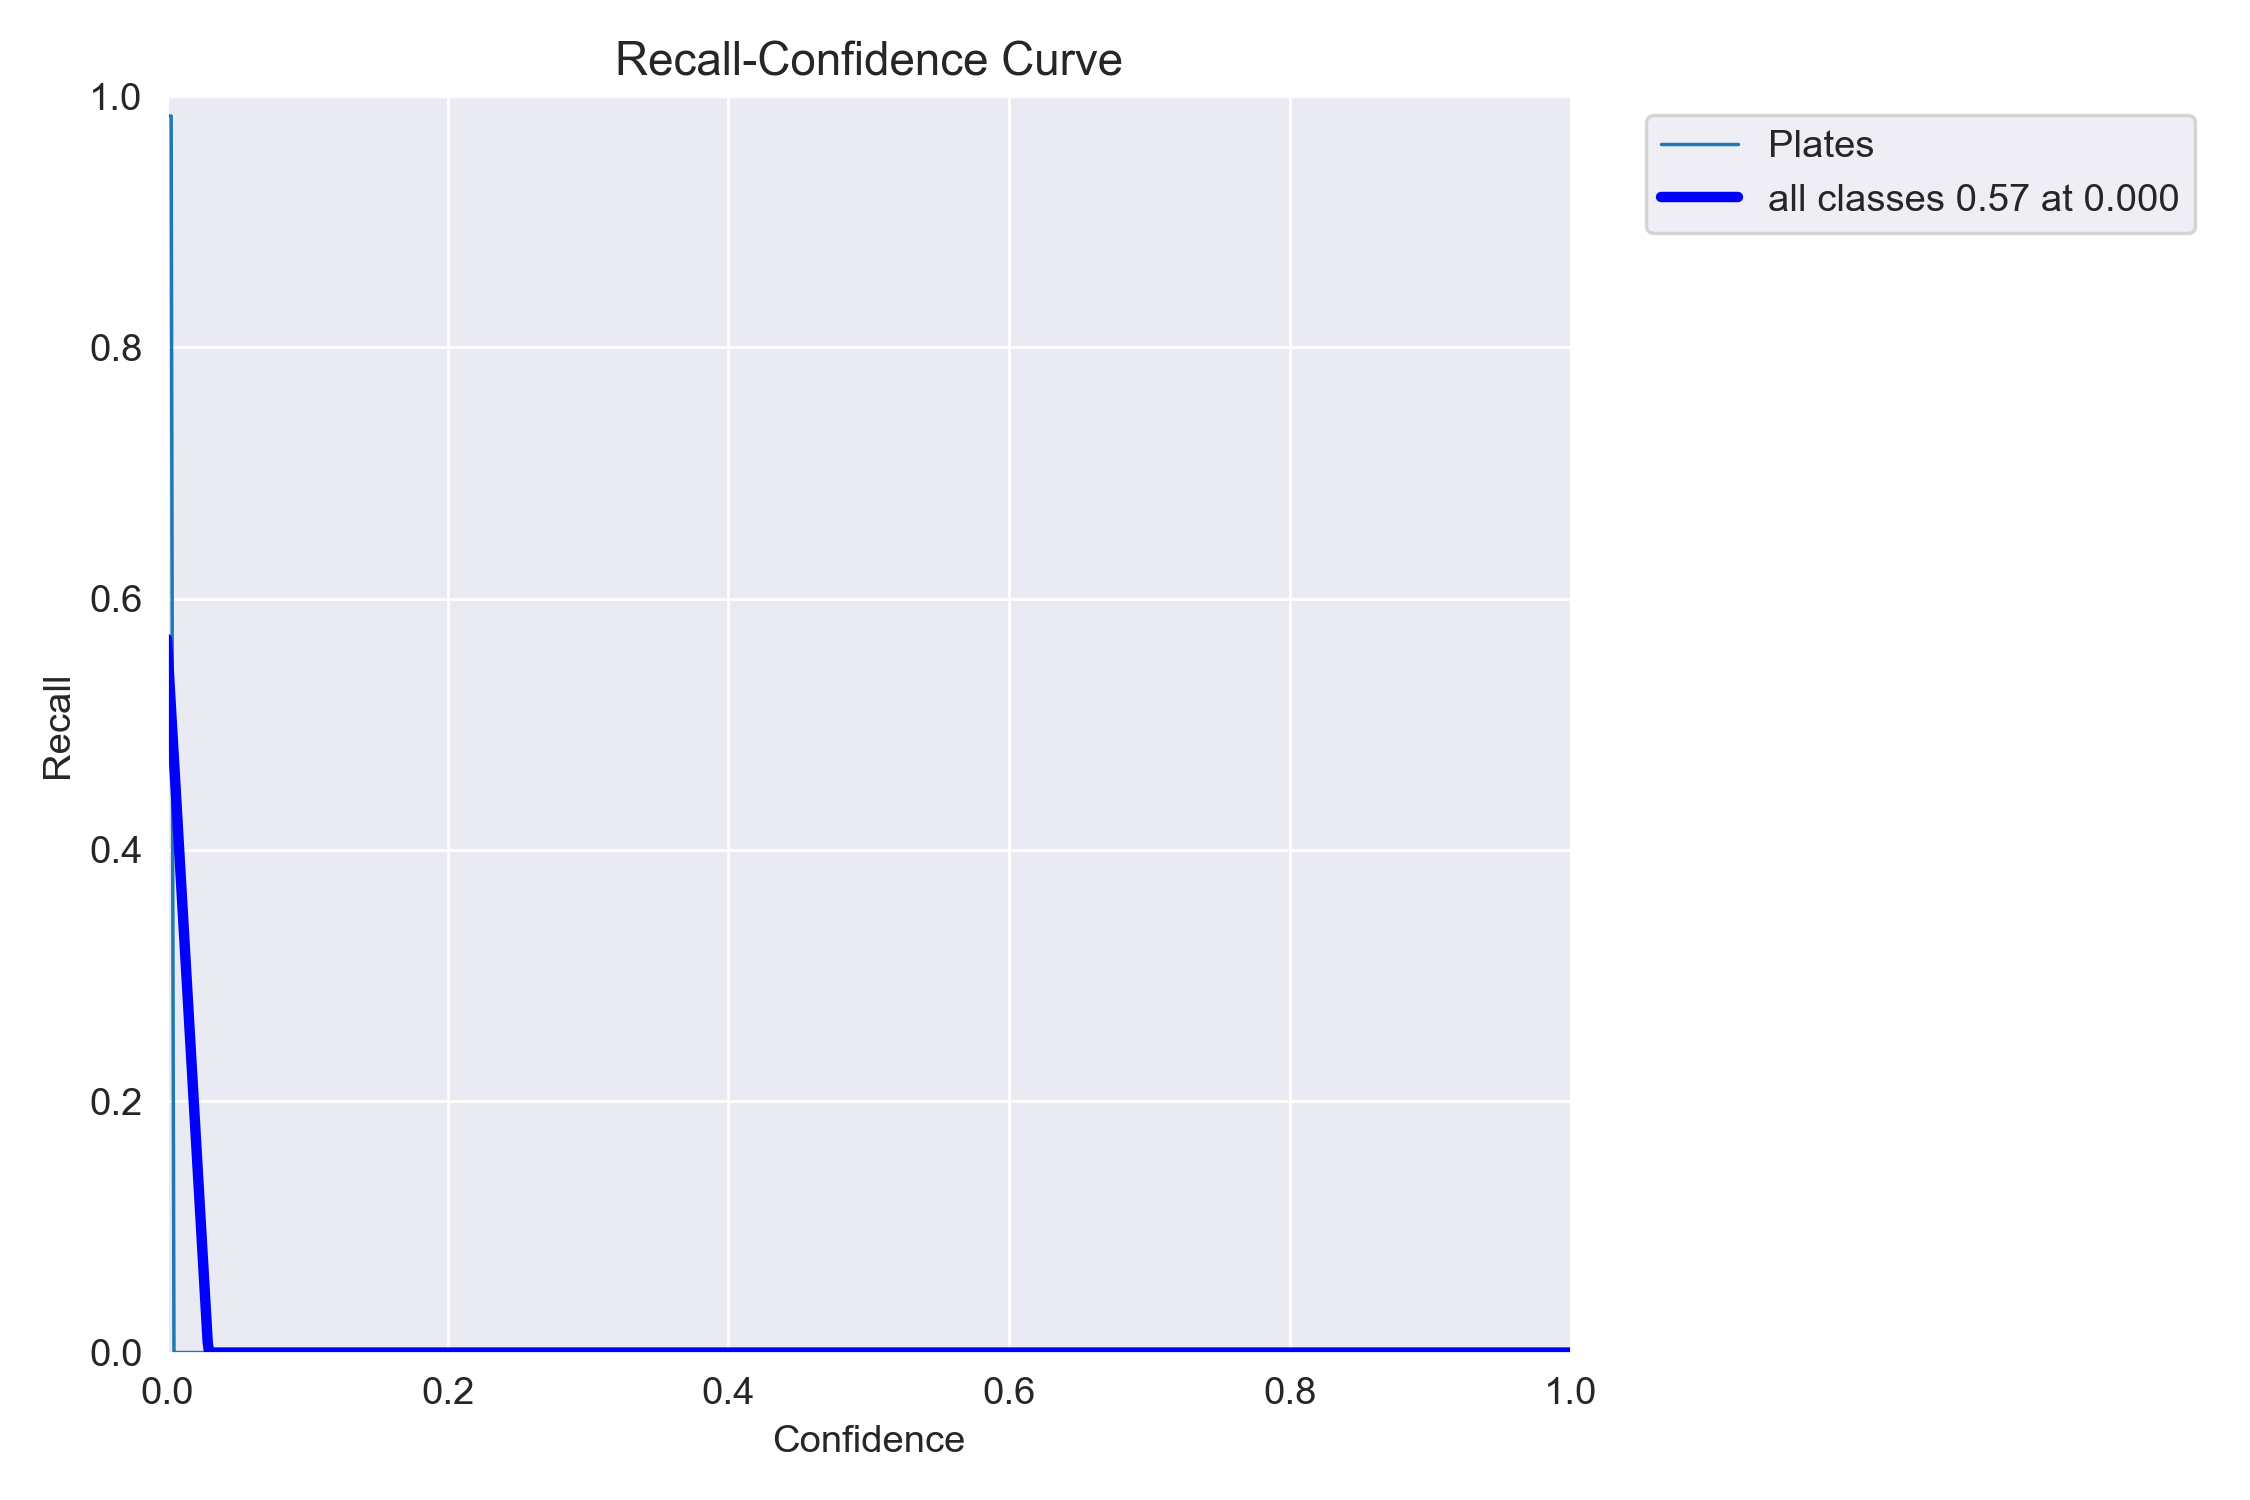 Recall-Confidence Curve
1.0
0.8
0.6
0.4
0.2
0.0
Recall
0.0 0.2 0.4 0.6 0.8 1.0
Confidence
Plates
all classes 0.57 at 0.000